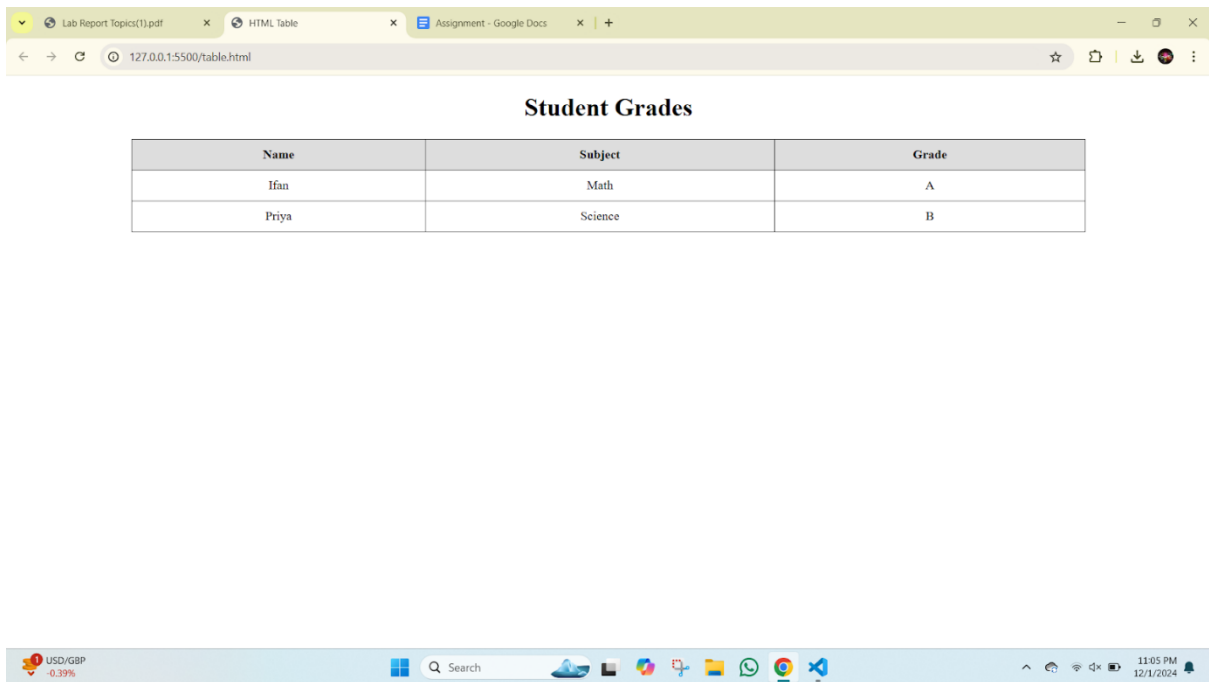 Lab Report Topics(1).pdf HTML Table Assignment - Google Docs
127.0.0.1:5500/table.html
Student Grades
Name Subject Grade
Ifan Math A
Priya Science B
1 USD/GBP
-0.39%
Search
11:05 PM
12/1/2024